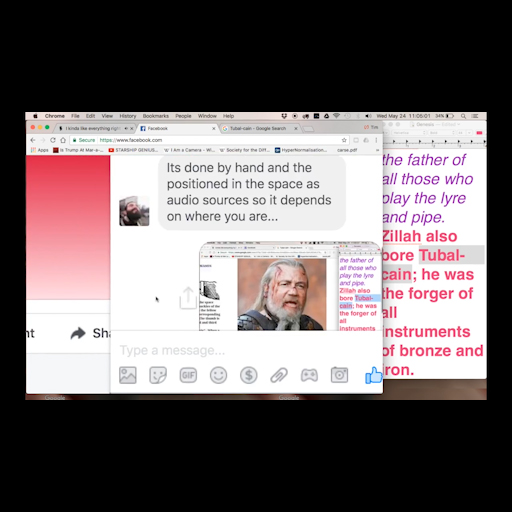 Chrome File Edit View History Bookmarks People Window Help
34% Wed May 24 11:09:01
I kinda like everything right
Facebook
Tubal-cain - Google Search
Tim
Secure https://www.facebook.com
Apps Is Trump At Mar-a- STARSHIP GENIUS I Am a Camera - W Society for the Diff HyperNormalisation... carse.pdf
Its done by hand and the
positioned in the space as
audio sources so it depends
on where you are...
the father of
all those who
play the lyre
and pipe.
Zillah also
bore Tubal-
cain; he was
the forger of
all
instruments
Sha
Type a message...
GIF
the father of
all those who
play the lyre
and pipe.
Zillah also
bore Tubal-
cain; he was
the forger of
all
instruments
of bronze and
iron.